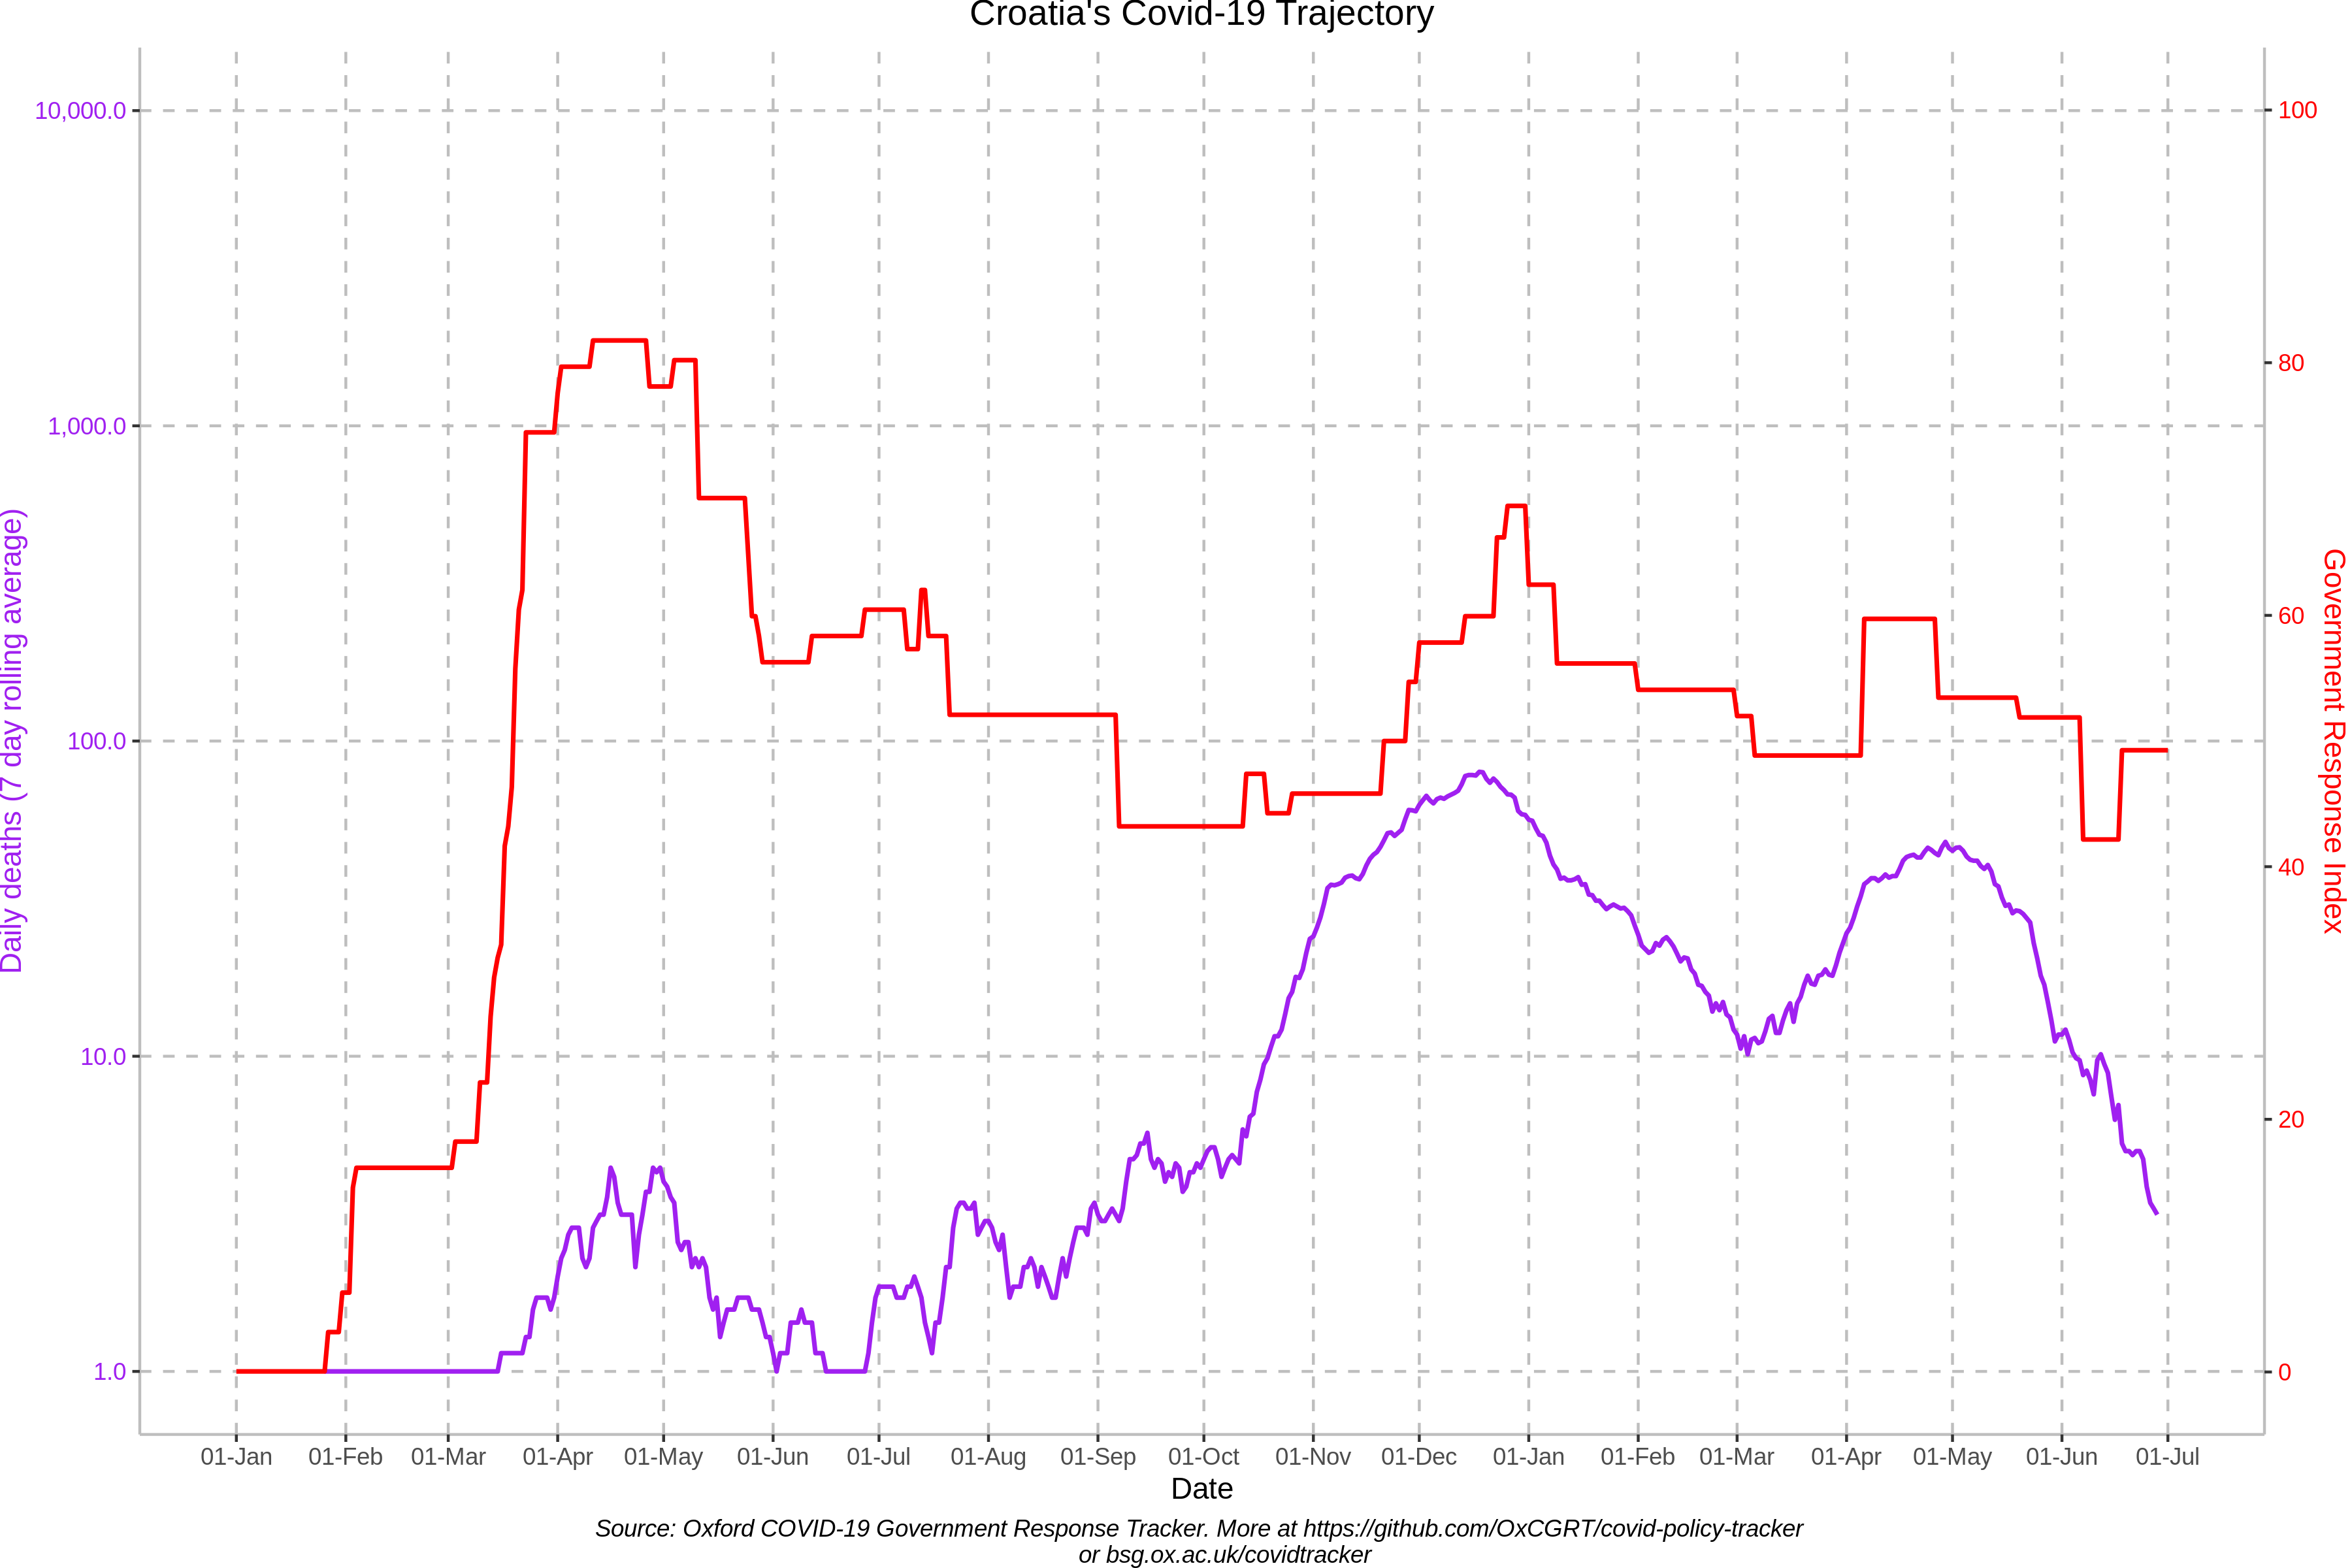 Croatia's Covid-19 Trajectory
10,000.0
1,000.0
100.0
10.0
1.0
Daily deaths (7 day rolling average)
100
80
60
40
20
0
Government Response Index
01-Jan 01-Feb 01-Mar 01-Apr 01-May 01-Jun 01-Jul 01-Aug 01-Sep 01-Oct 01-Nov 01-Dec 01-Jan 01-Feb 01-Mar 01-Apr 01-May 01-Jun 01-Jul
Date
Source: Oxford COVID-19 Government Response Tracker. More at https://github.com/OxCGRT/covid-policy-tracker
or bsg.ox.ac.uk/covidtracker